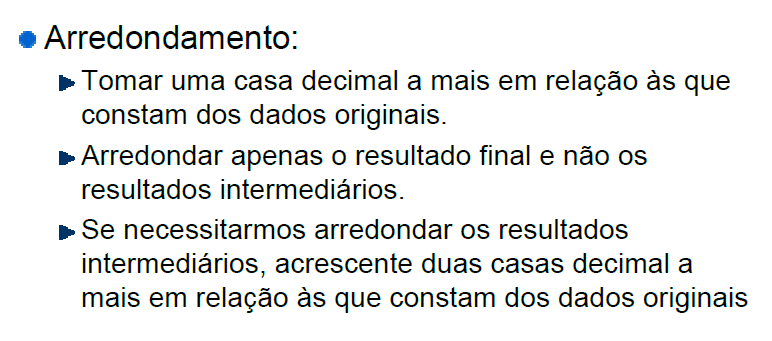 Arredondamento:
Tomar uma casa decimal a mais em relação às que
constam dos dados originais.
Arredondar apenas o resultado final e não os
resultados intermediários.
Se necessitarmos arredondar os resultados
intermediários, acrescente duas casas decimal a
mais em relação às que constam dos dados originais